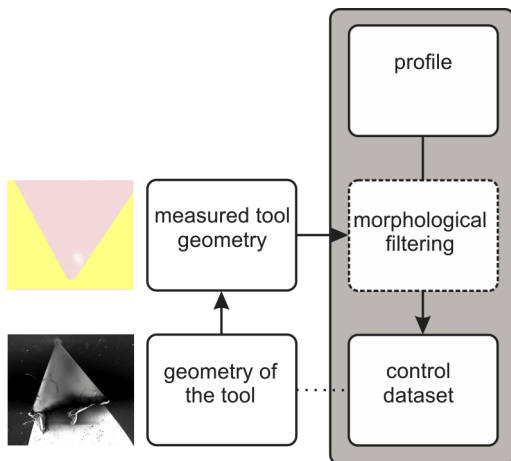 profile
measured tool
geometry
morphological
filtering
geometry of
the tool
control
dataset